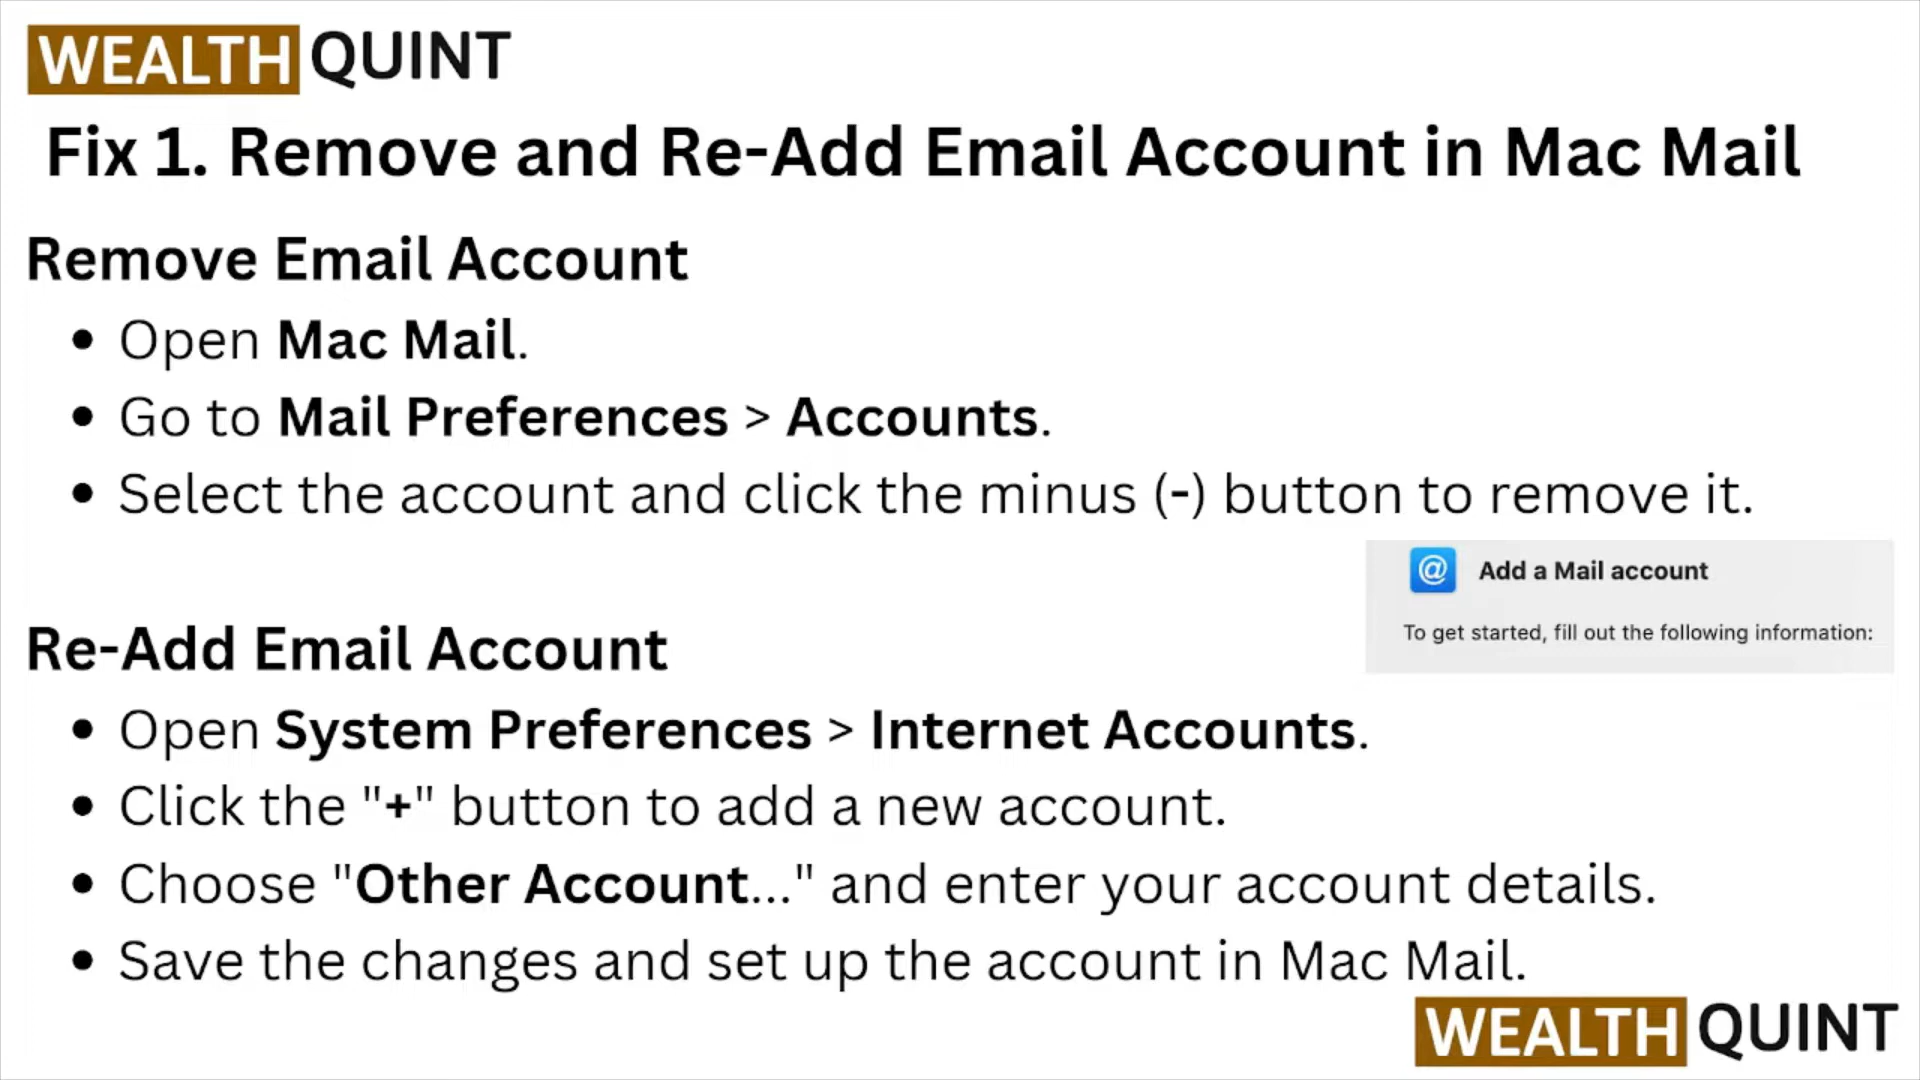 WEALTH QUINT
Fix 1. Remove and Re-Add Email Account in Mac Mail
Remove Email Account
• Open Mac Mail.
• Go to Mail Preferences > Accounts.
• Select the account and click the minus (-) button to remove it.
@ Add a Mail account
To get started, fill out the following information:
Re-Add Email Account
• Open System Preferences > Internet Accounts.
• Click the "+" button to add a new account.
• Choose "Other Account..." and enter your account details.
• Save the changes and set up the account in Mac Mail.
WEALTH QUINT